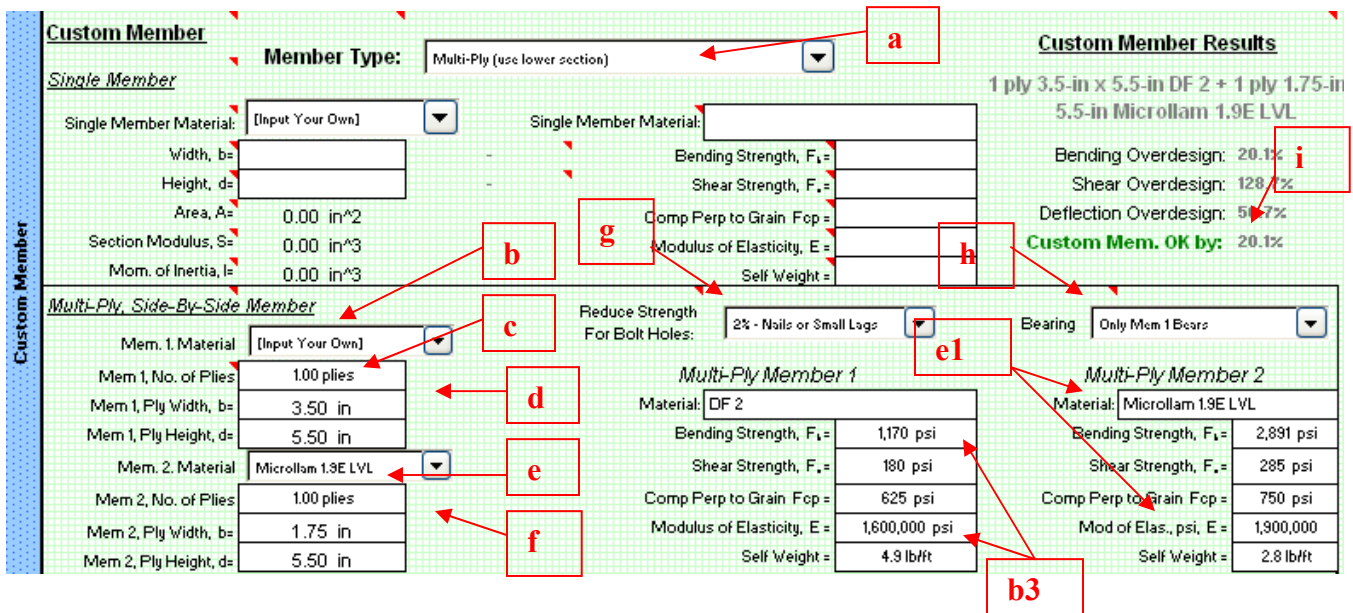 Custom Member
Custom Member
Member Type: Multi-Ply (use lower section)
a
Single Member
Single Member Material: [Input Your Own]
Width, b= -
Height, d= -
Area, A= 0.00 in^2
Section Modulus, S= 0.00 in^3
Mom. of Inertia, I= 0.00 in^3
Single Member Material:
Bending Strength, Fb=
Shear Strength, Fv=
Comp Perp to Grain Fcp =
Modulus of Elasticity, E =
Self Weight =
Custom Member Results
1 ply 3.5-in x 5.5-in DF 2 + 1 ply 1.75-in
5.5-in Microllam 1.9E LVL
Bending Overdesign: 20.1%
i
Shear Overdesign: 128.7%
Deflection Overdesign:
Custom Mem. OK by: 20.1%
b
g
h
Multi-Ply, Side-By-Side Member
Mem. 1. Material [Input Your Own]
c
Mem 1, No. of Plies 1.00 plies
Mem 1, Ply Width, b= 3.50 in
d
Mem 1, Ply Height, d= 5.50 in
Mem. 2. Material Microllam 1.9E LVL
e
Mem 2, No. of Plies 1.00 plies
Mem 2, Ply Width, b= 1.75 in
f
Mem 2, Ply Height, d= 5.50 in
Reduce Strength
For Bolt Holes: 2% - Nails or Small Lags
Bearing Only Mem 1 Bears
e1
Multi-Ply Member 1
Material: DF 2
Bending Strength, Fb= 1,170 psi
Shear Strength, Fv= 180 psi
Comp Perp to Grain Fcp = 625 psi
Modulus of Elasticity, E = 1,600,000 psi
Self Weight = 4.9 lb/ft
b3
Multi-Ply Member 2
Material: Microllam 1.9E LVL
Bending Strength, Fb= 2,891 psi
Shear Strength, Fv= 285 psi
Comp Perp to Grain Fcp = 750 psi
Mod of Elas., psi, E = 1,900,000
Self Weight = 2.8 lb/ft